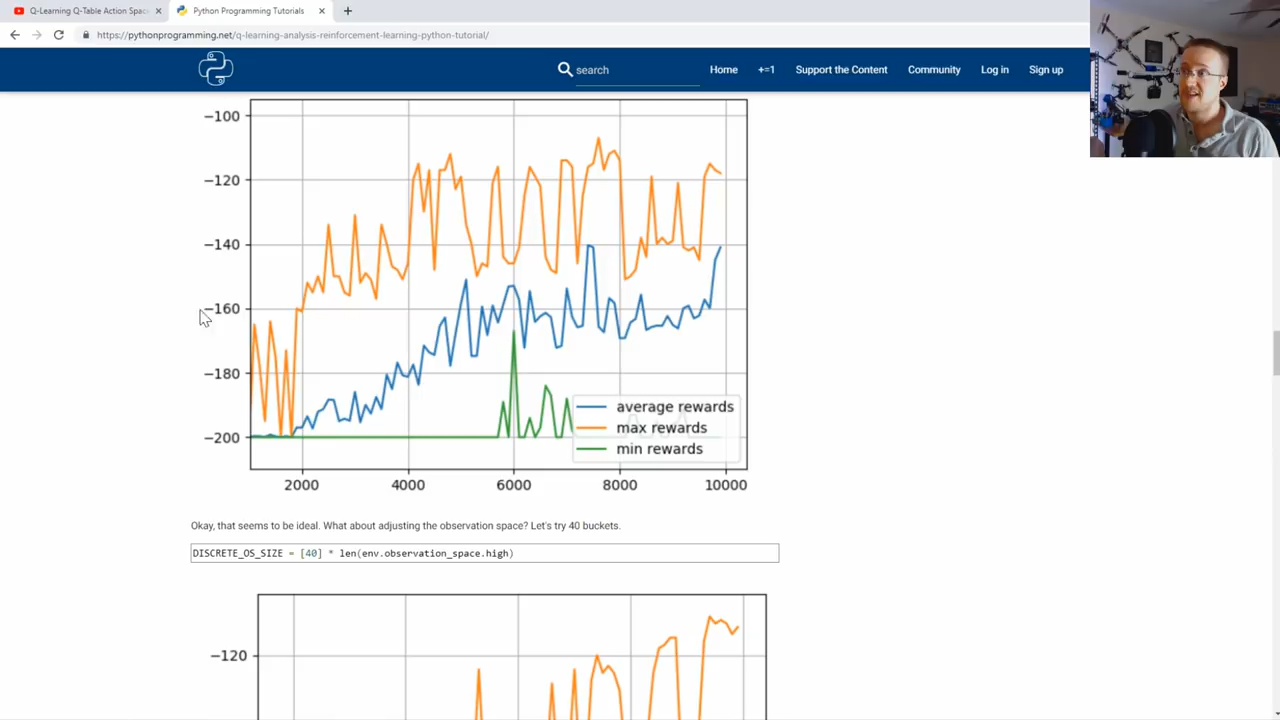 Q-Learning Q-Table Action Spac
Python Programming Tutorials
https://pythonprogramming.net/q-learning-analysis-reinforcement-learning-python-tutorial/
search
Home
+=1
Support the Content
Community
Log in
Sign up
−100
−120
−140
−160
−180
−200
average rewards
max rewards
min rewards
2000
4000
6000
8000
10000
Okay, that seems to be ideal. What about adjusting the observation space? Let's try 40 buckets.
DISCRETE_OS_SIZE = [40] * len(env.observation_space.high)
−120